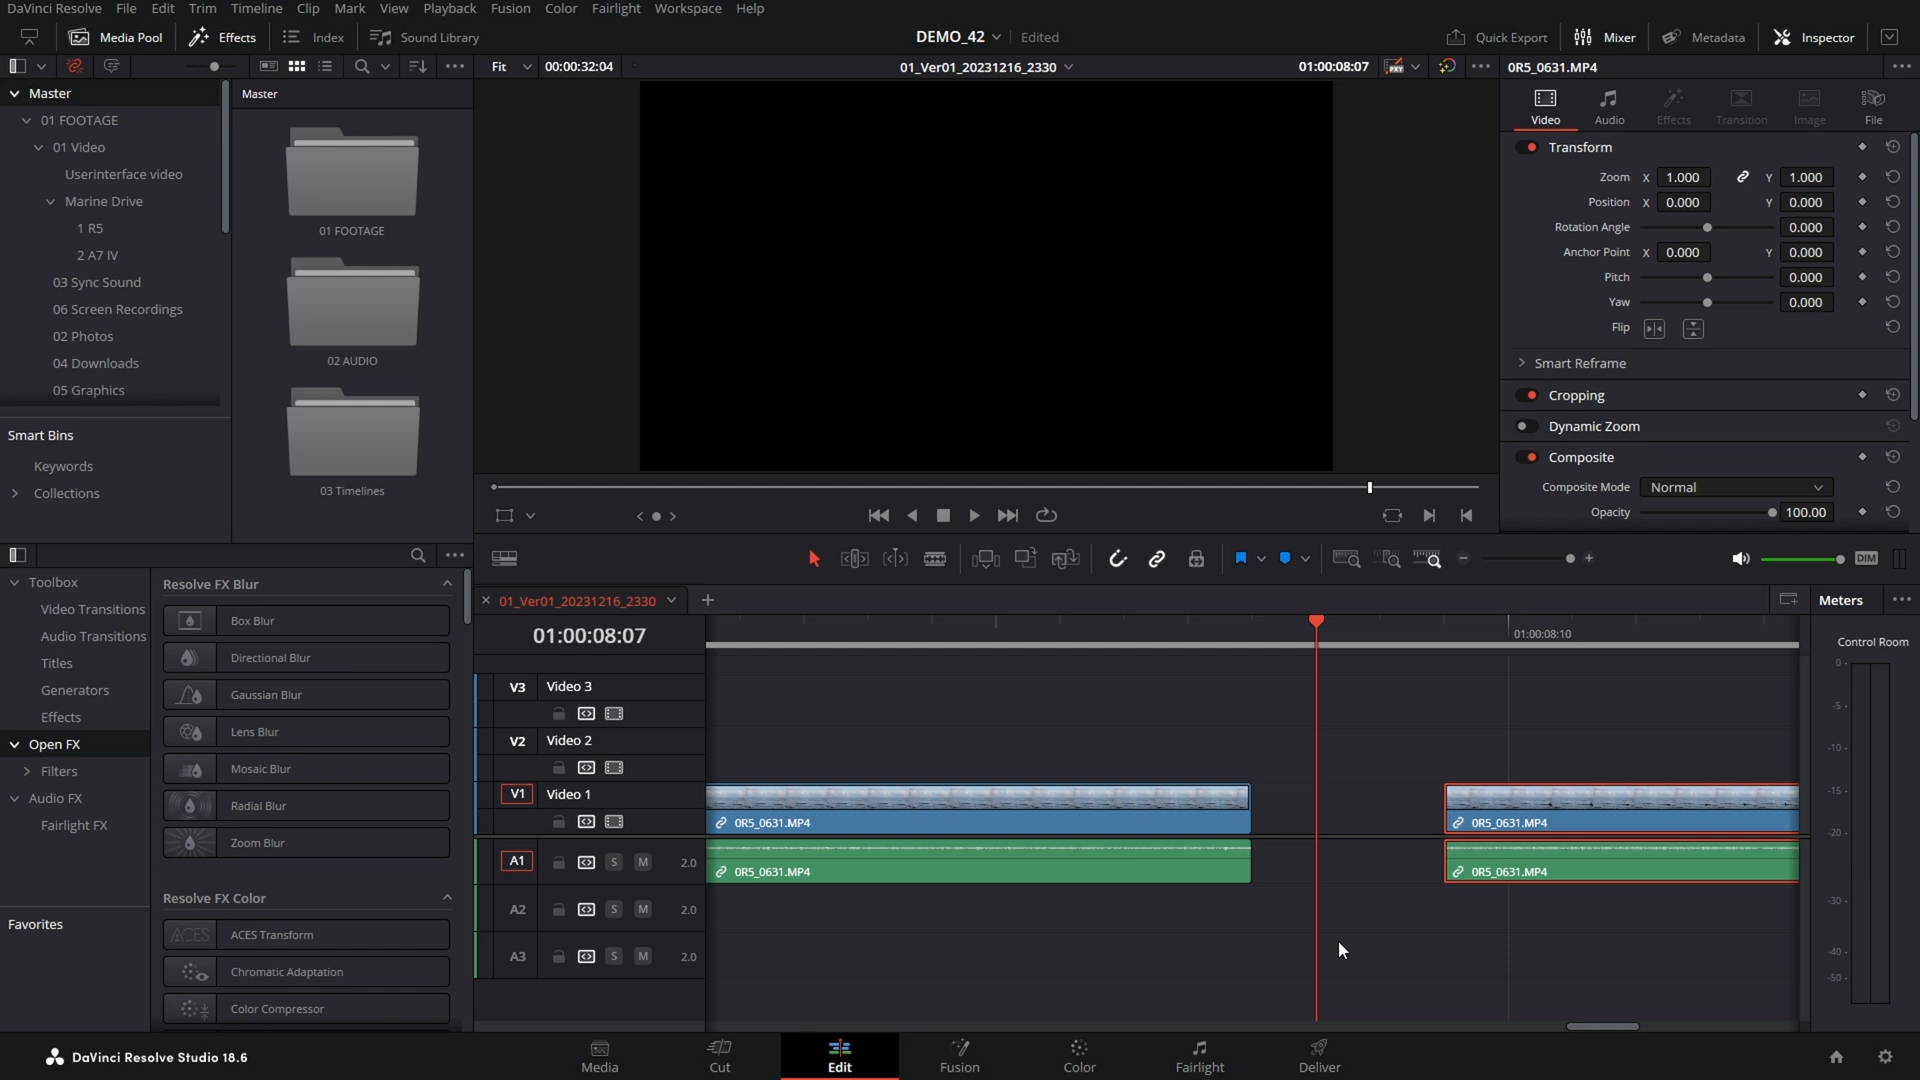 DaVinci Resolve File Edit Trim Timeline Clip Mark View Playback Fusion Color Fairlight Workspace Help
Media Pool Effects Index Sound Library DEMO_42 Edited Quick Export Mixer Metadata Inspector
Fit 00:00:32:04 01_Ver01_20231216_2330 01:00:08:07 0R5_0631.MP4
Master
01 FOOTAGE
01 Video
Userinterface video
Marine Drive
1 R5
2 A7 IV
03 Sync Sound
06 Screen Recordings
02 Photos
04 Downloads
05 Graphics
Smart Bins
Keywords
Collections
Master
01 FOOTAGE
02 AUDIO
03 Timelines
Video Audio Effects Transition Image File
Transform
Zoom X 1.000 Y 1.000
Position X 0.000 Y 0.000
Rotation Angle 0.000
Anchor Point X 0.000 Y 0.000
Pitch 0.000
Yaw 0.000
Flip
Smart Reframe
Cropping
Dynamic Zoom
Composite
Composite Mode Normal
Opacity 100.00
DIM
Toolbox
Video Transitions
Audio Transitions
Titles
Generators
Effects
Open FX
Filters
Audio FX
Fairlight FX
Favorites
Resolve FX Blur
Box Blur
Directional Blur
Gaussian Blur
Lens Blur
Mosaic Blur
Radial Blur
Zoom Blur
Resolve FX Color
ACES ACES Transform
Chromatic Adaptation
Color Compressor
01_Ver01_20231216_2330
01:00:08:07 01:00:08:10
V3 Video 3
V2 Video 2
V1 Video 1
0R5_0631.MP4 0R5_0631.MP4
A1 S M 2.0
0R5_0631.MP4 0R5_0631.MP4
A2 S M 2.0
A3 S M 2.0
Meters
Control Room
0
-5
-10
-15
-20
-30
-40
-50
DaVinci Resolve Studio 18.6
Media Cut Edit Fusion Color Fairlight Deliver